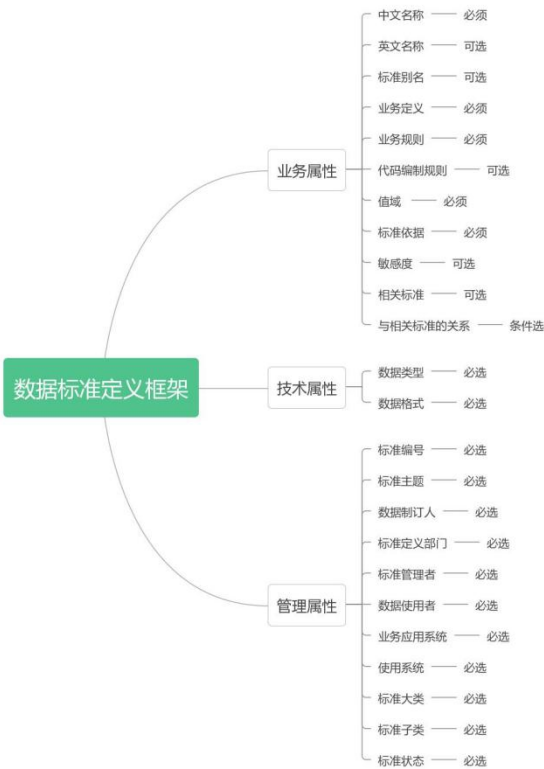 中文名称 必须
英文名称 可选
标准别名 可选
业务定义 必须
业务规则 必须
业务属性
代码编制规则 可选
值域 必须
标准依据 必须
敏感度 可选
相关标准 可选
与相关标准的关系 条件选
数据标准定义框架
技术属性
数据类型 必选
数据格式 必选
标准编号 必选
标准主题 必选
数据制订人 必选
标准定义部门 必选
标准管理者 必选
管理属性
数据使用者 必选
业务应用系统 必选
使用系统 必选
标准大类 必选
标准子类 必选
标准状态 必选